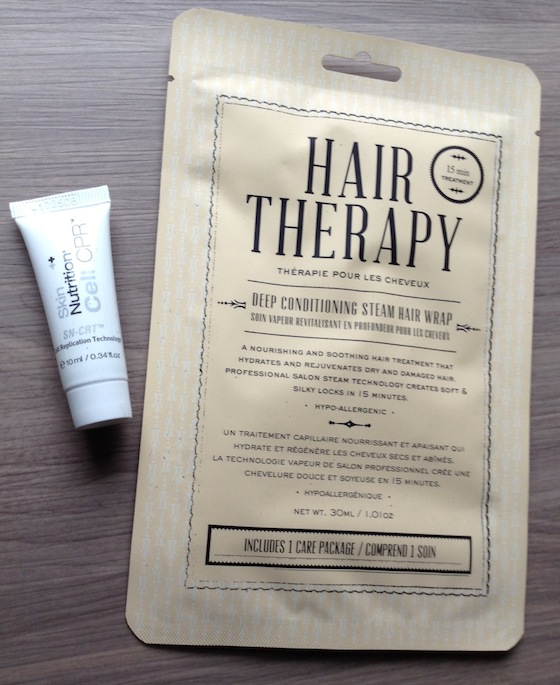 Skin
Nutrition
Cell CPR™
SN-CRT™
Replication Technology
e 10ml / 0.34fl.oz
HAIR
THERAPY
15 min
TREATMENT
THÉRAPIE POUR LES CHEVEUX
DEEP CONDITIONING STEAM HAIR WRAP
SOIN VAPEUR REVITALISANT EN PROFONDEUR POUR LES CHEVEUX
A NOURISHING AND SOOTHING HAIR TREATMENT THAT
HYDRATES AND REJUVENATES DRY AND DAMAGED HAIR.
PROFESSIONAL SALON STEAM TECHNOLOGY CREATES SOFT &
SILKY LOCKS IN 15 MINUTES.
• HYPO-ALLERGENIC •
UN TRAITEMENT CAPILLAIRE NOURRISSANT ET APAISANT QUI
HYDRATE ET RÉGÉNÈRE LES CHEVEUX SECS ET ABÎMÉS.
LA TECHNOLOGIE VAPEUR DE SALON PROFESSIONNEL CRÉE UNE
CHEVELURE DOUCE ET SOYEUSE EN 15 MINUTES.
• HYPOALLERGÉNIQUE •
NET WT. 30ML / 1.01OZ
INCLUDES 1 CARE PACKAGE / COMPREND 1 SOIN